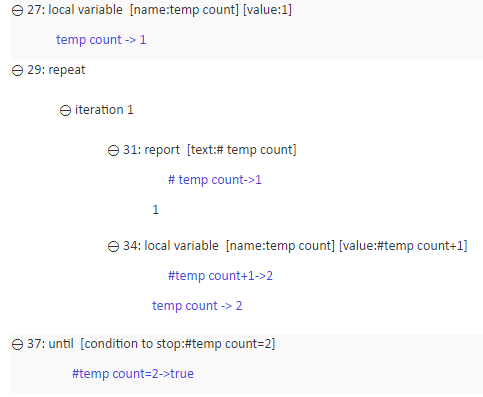 27: local variable [name:temp count] [value:1]
temp count -> 1
29: repeat
iteration 1
31: report [text:# temp count]
# temp count->1
1
34: local variable [name:temp count] [value:#temp count+1]
#temp count+1->2
temp count -> 2
37: until [condition to stop:#temp count=2]
#temp count=2->true